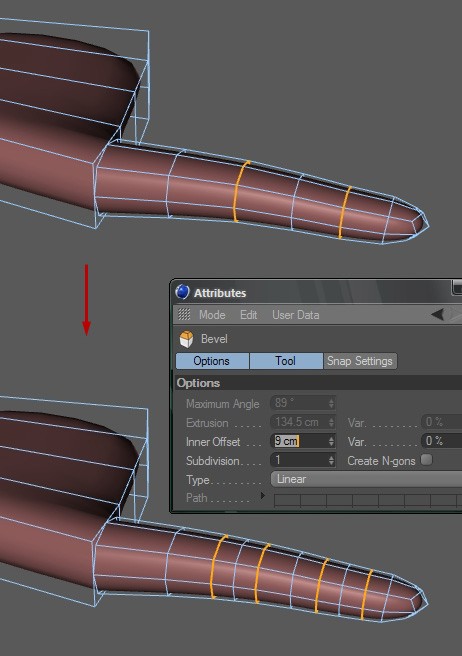 Attributes
Mode Edit User Data
Bevel
Options Tool Snap Settings
Options
Maximum Angle 89 °
Extrusion . . . . . . 134.5 cm Var. . . . . . . . . 0 %
Inner Offset . . . . 9 cm Var. . . . . . . . . 0 %
Subdivision . . . . 1 Create N-gons
Type . . . . . . . . . Linear
Path . . . . . . .